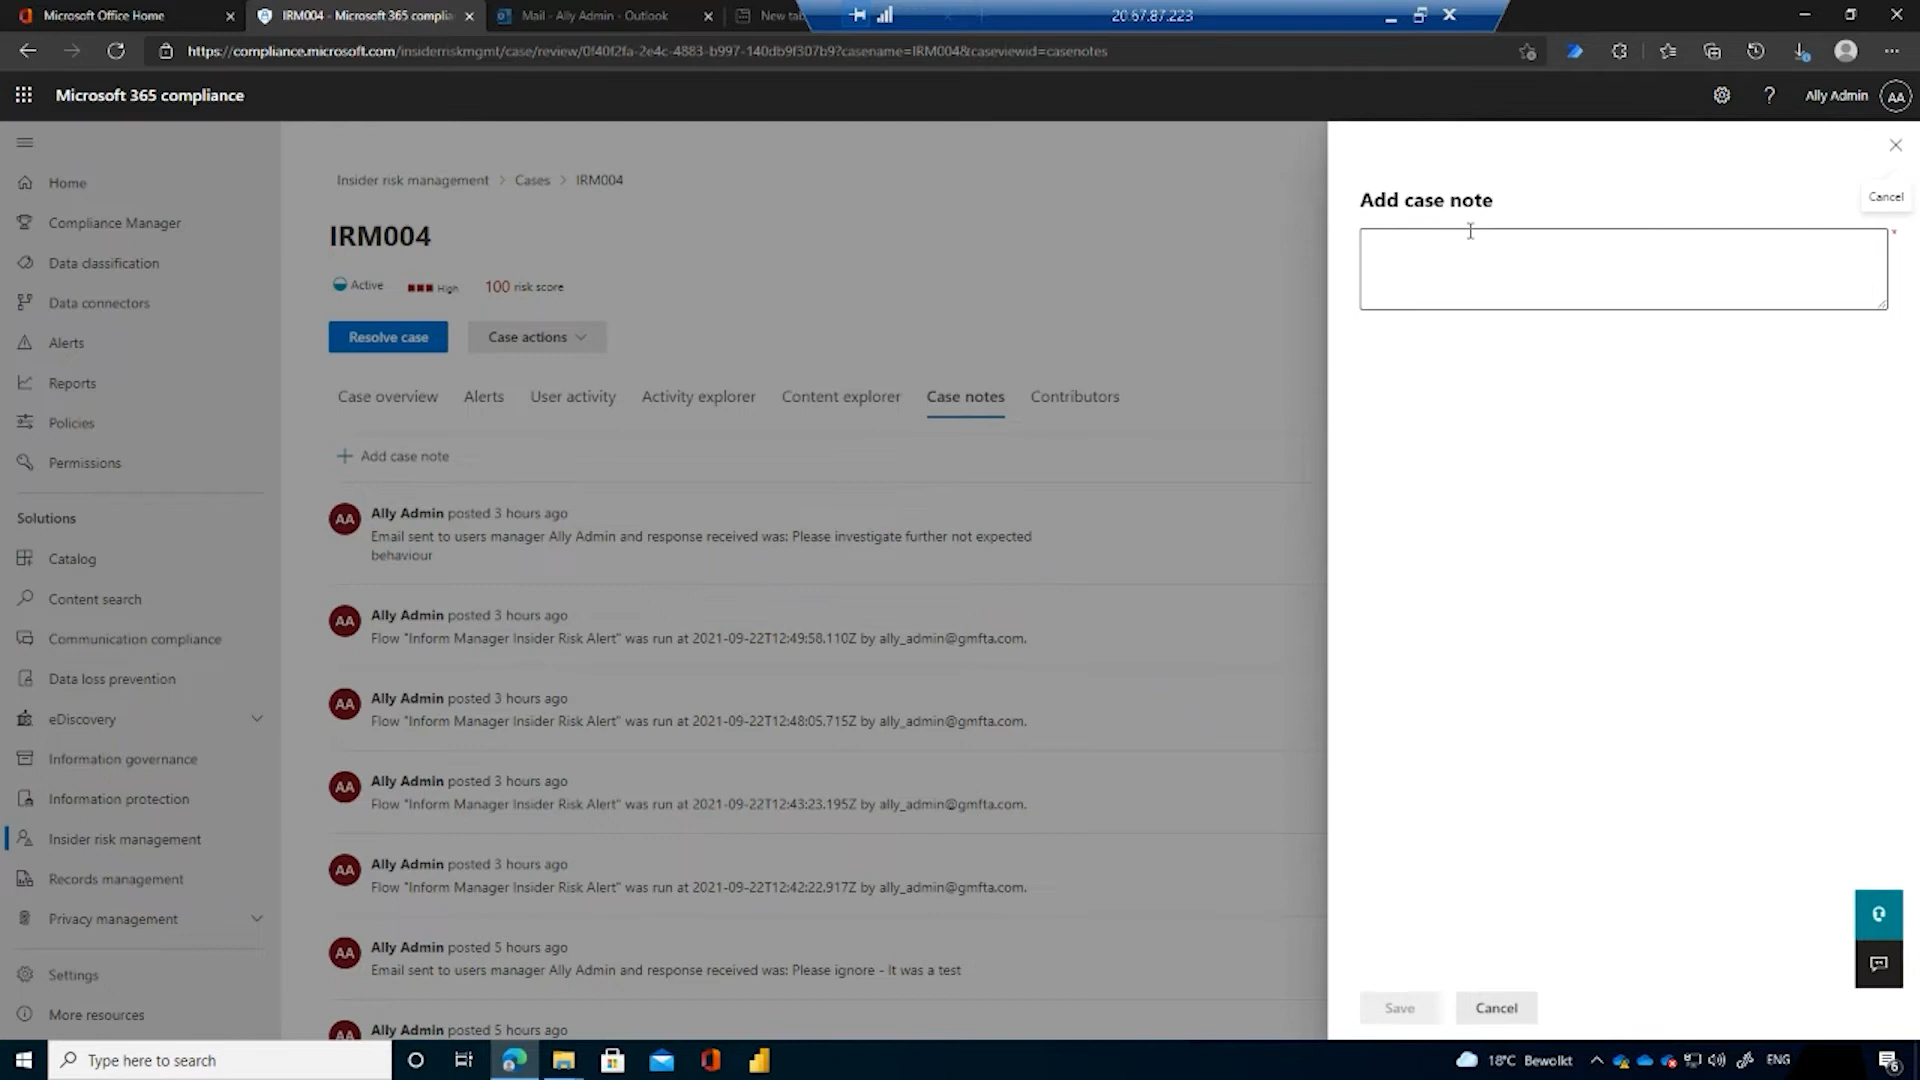 Microsoft Office Home
IRM004 - Microsoft 365 complia
Mail - Ally Admin - Outlook
New tab
20.67.87.223
https://compliance.microsoft.com/insiderriskmgmt/case/review/0f40f2fa-2e4c-4883-b997-140db9f307b9?casename=IRM004&caseviewid=casenotes
Microsoft 365 compliance
Ally Admin
AA
Home
Compliance Manager
Data classification
Data connectors
Alerts
Reports
Policies
Permissions
Solutions
Catalog
Content search
Communication compliance
Data loss prevention
eDiscovery
Information governance
Information protection
Insider risk management
Records management
Privacy management
Settings
More resources
Insider risk management > Cases > IRM004
IRM004
Active
High
100 risk score
Resolve case
Case actions
Case overview
Alerts
User activity
Activity explorer
Content explorer
Case notes
Contributors
+ Add case note
AA
Ally Admin posted 3 hours ago
Email sent to users manager Ally Admin and response received was: Please investigate further not expected
behaviour
AA
Ally Admin posted 3 hours ago
Flow "Inform Manager Insider Risk Alert" was run at 2021-09-22T12:49:58.110Z by ally_admin@gmfta.com.
AA
Ally Admin posted 3 hours ago
Flow "Inform Manager Insider Risk Alert" was run at 2021-09-22T12:48:05.715Z by ally_admin@gmfta.com.
AA
Ally Admin posted 3 hours ago
Flow "Inform Manager Insider Risk Alert" was run at 2021-09-22T12:43:23.195Z by ally_admin@gmfta.com.
AA
Ally Admin posted 3 hours ago
Flow "Inform Manager Insider Risk Alert" was run at 2021-09-22T12:42:22.917Z by ally_admin@gmfta.com.
AA
Ally Admin posted 5 hours ago
Email sent to users manager Ally Admin and response received was: Please ignore - It was a test
AA
Ally Admin posted 5 hours ago
Add case note
Cancel
*
Save
Cancel
Type here to search
18°C Bewolkt
ENG
6